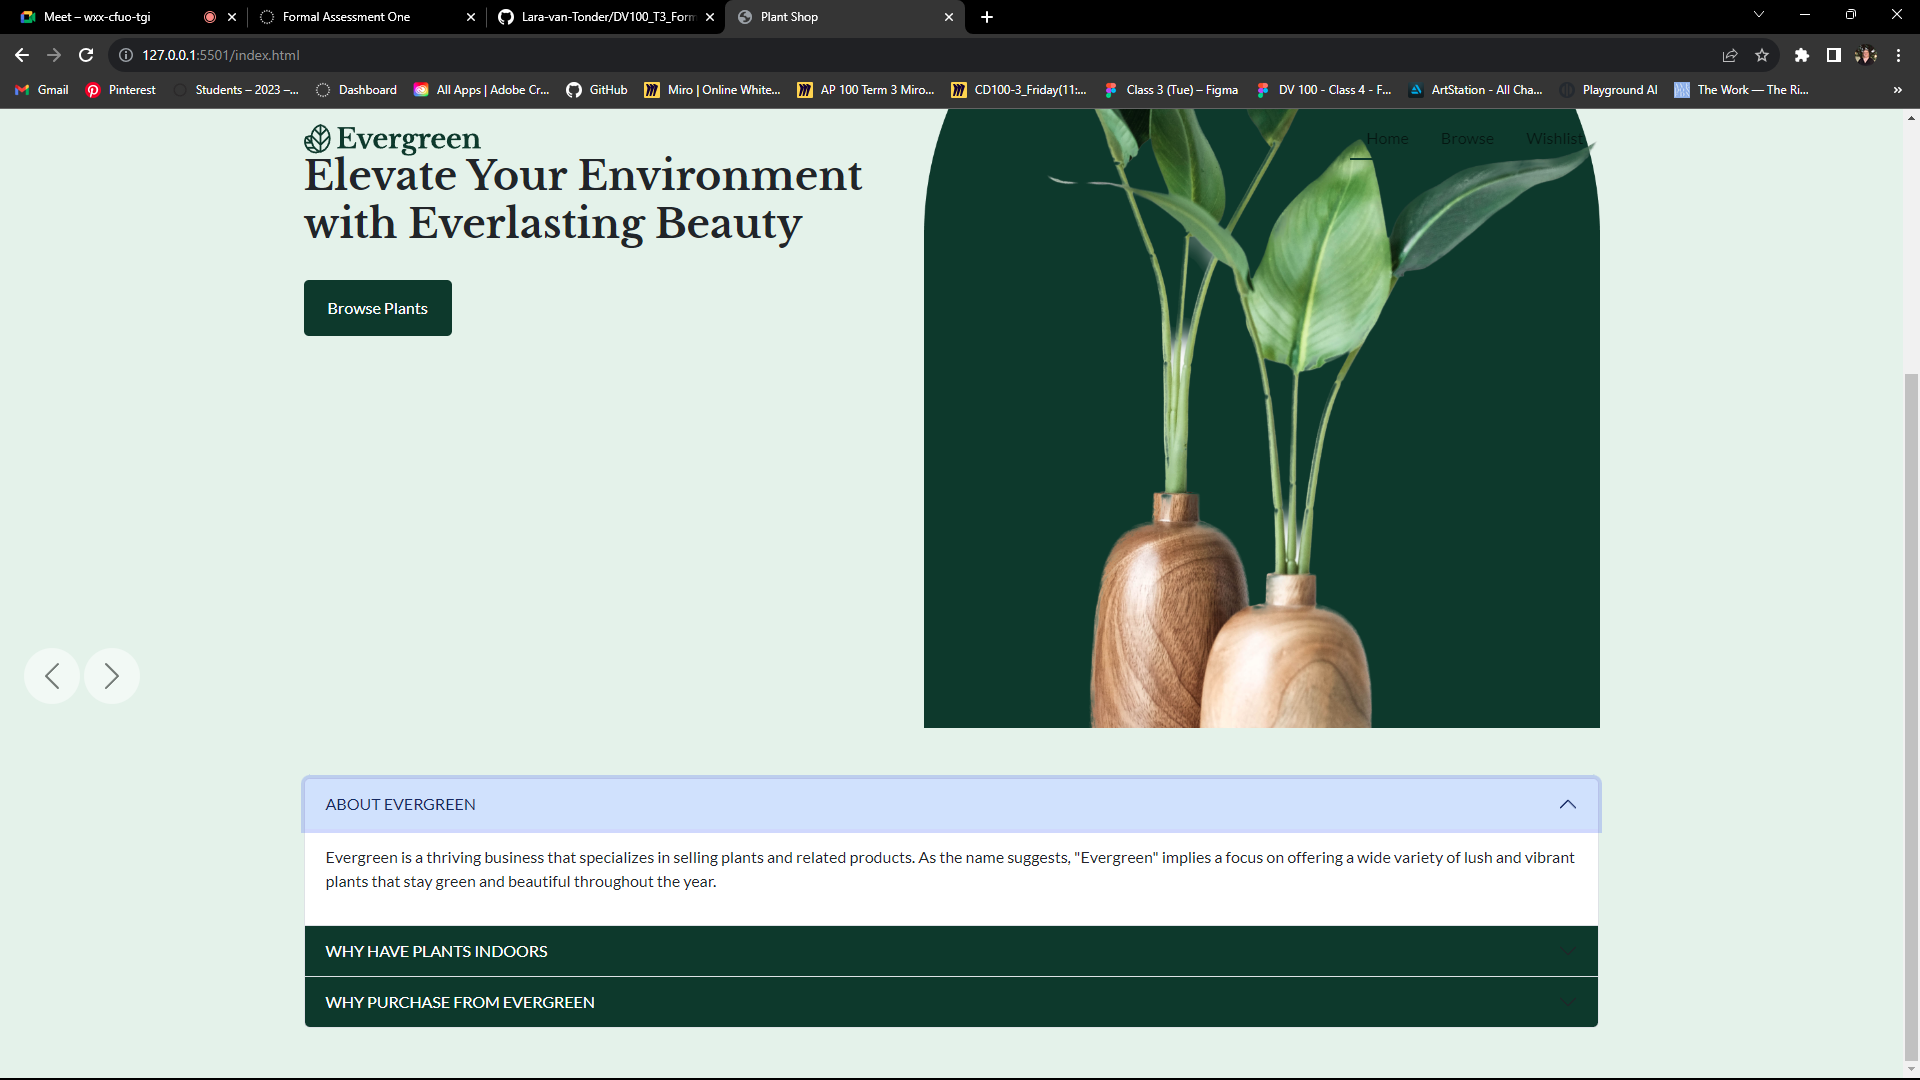 Meet – wxx-cfuo-tgi
Formal Assessment One
Lara-van-Tonder/DV100_T3_Form
Plant Shop
127.0.0.1:5501/index.html
Gmail
Pinterest
Students – 2023 –...
Dashboard
All Apps | Adobe Cr...
GitHub
Miro | Online White...
AP 100 Term 3 Miro...
CD100-3_Friday(11:...
Class 3 (Tue) – Figma
DV 100 - Class 4 - F...
ArtStation - All Cha...
Playground AI
The Work — The Ri...
Evergreen
Home
Browse
Wishlist
Elevate Your Environment
with Everlasting Beauty
Browse Plants
ABOUT EVERGREEN
Evergreen is a thriving business that specializes in selling plants and related products. As the name suggests, "Evergreen" implies a focus on offering a wide variety of lush and vibrant
plants that stay green and beautiful throughout the year.
WHY HAVE PLANTS INDOORS
WHY PURCHASE FROM EVERGREEN